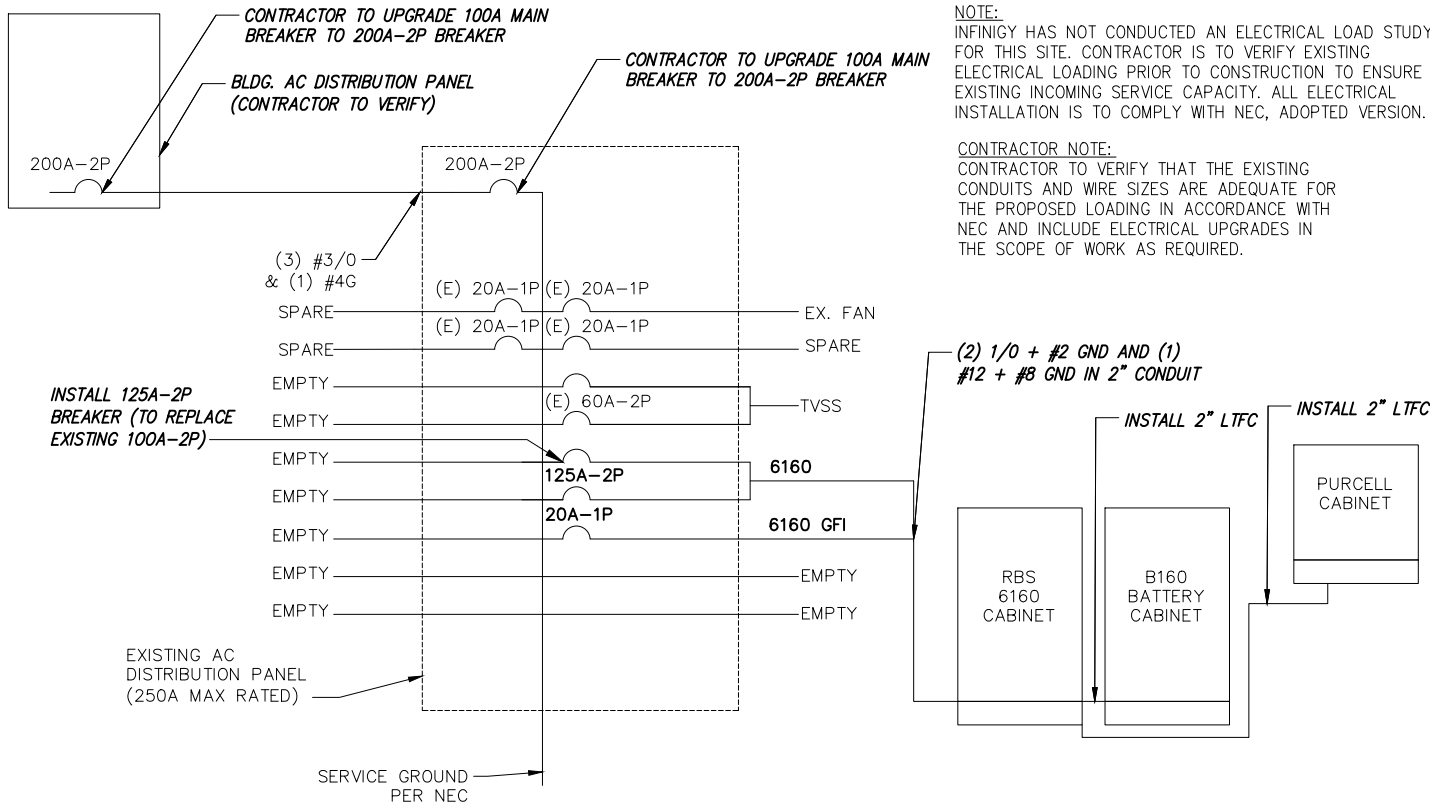 CONTRACTOR TO UPGRADE 100A MAIN
BREAKER TO 200A-2P BREAKER
BLDG. AC DISTRIBUTION PANEL
(CONTRACTOR TO VERIFY)
200A-2P
CONTRACTOR TO UPGRADE 100A MAIN
BREAKER TO 200A-2P BREAKER
200A-2P
NOTE:
INFINIGY HAS NOT CONDUCTED AN ELECTRICAL LOAD STUDY
FOR THIS SITE. CONTRACTOR IS TO VERIFY EXISTING
ELECTRICAL LOADING PRIOR TO CONSTRUCTION TO ENSURE
EXISTING INCOMING SERVICE CAPACITY. ALL ELECTRICAL
INSTALLATION IS TO COMPLY WITH NEC, ADOPTED VERSION.
CONTRACTOR NOTE:
CONTRACTOR TO VERIFY THAT THE EXISTING
CONDUITS AND WIRE SIZES ARE ADEQUATE FOR
THE PROPOSED LOADING IN ACCORDANCE WITH
NEC AND INCLUDE ELECTRICAL UPGRADES IN
THE SCOPE OF WORK AS REQUIRED.
(3) #3/0
& (1) #4G
SPARE
(E) 20A-1P
(E) 20A-1P
EX. FAN
SPARE
(E) 20A-1P
(E) 20A-1P
SPARE
EMPTY
EMPTY
(E) 60A-2P
TVSS
INSTALL 125A-2P
BREAKER (TO REPLACE
EXISTING 100A-2P)
EMPTY
125A-2P
6160
EMPTY
20A-1P
EMPTY
6160 GFI
EMPTY
EMPTY
EMPTY
EMPTY
(2) 1/0 + #2 GND AND (1)
#12 + #8 GND IN 2" CONDUIT
INSTALL 2" LTFC
INSTALL 2" LTFC
PURCELL
CABINET
RBS
6160
CABINET
B160
BATTERY
CABINET
EXISTING AC
DISTRIBUTION PANEL
(250A MAX RATED)
SERVICE GROUND
PER NEC